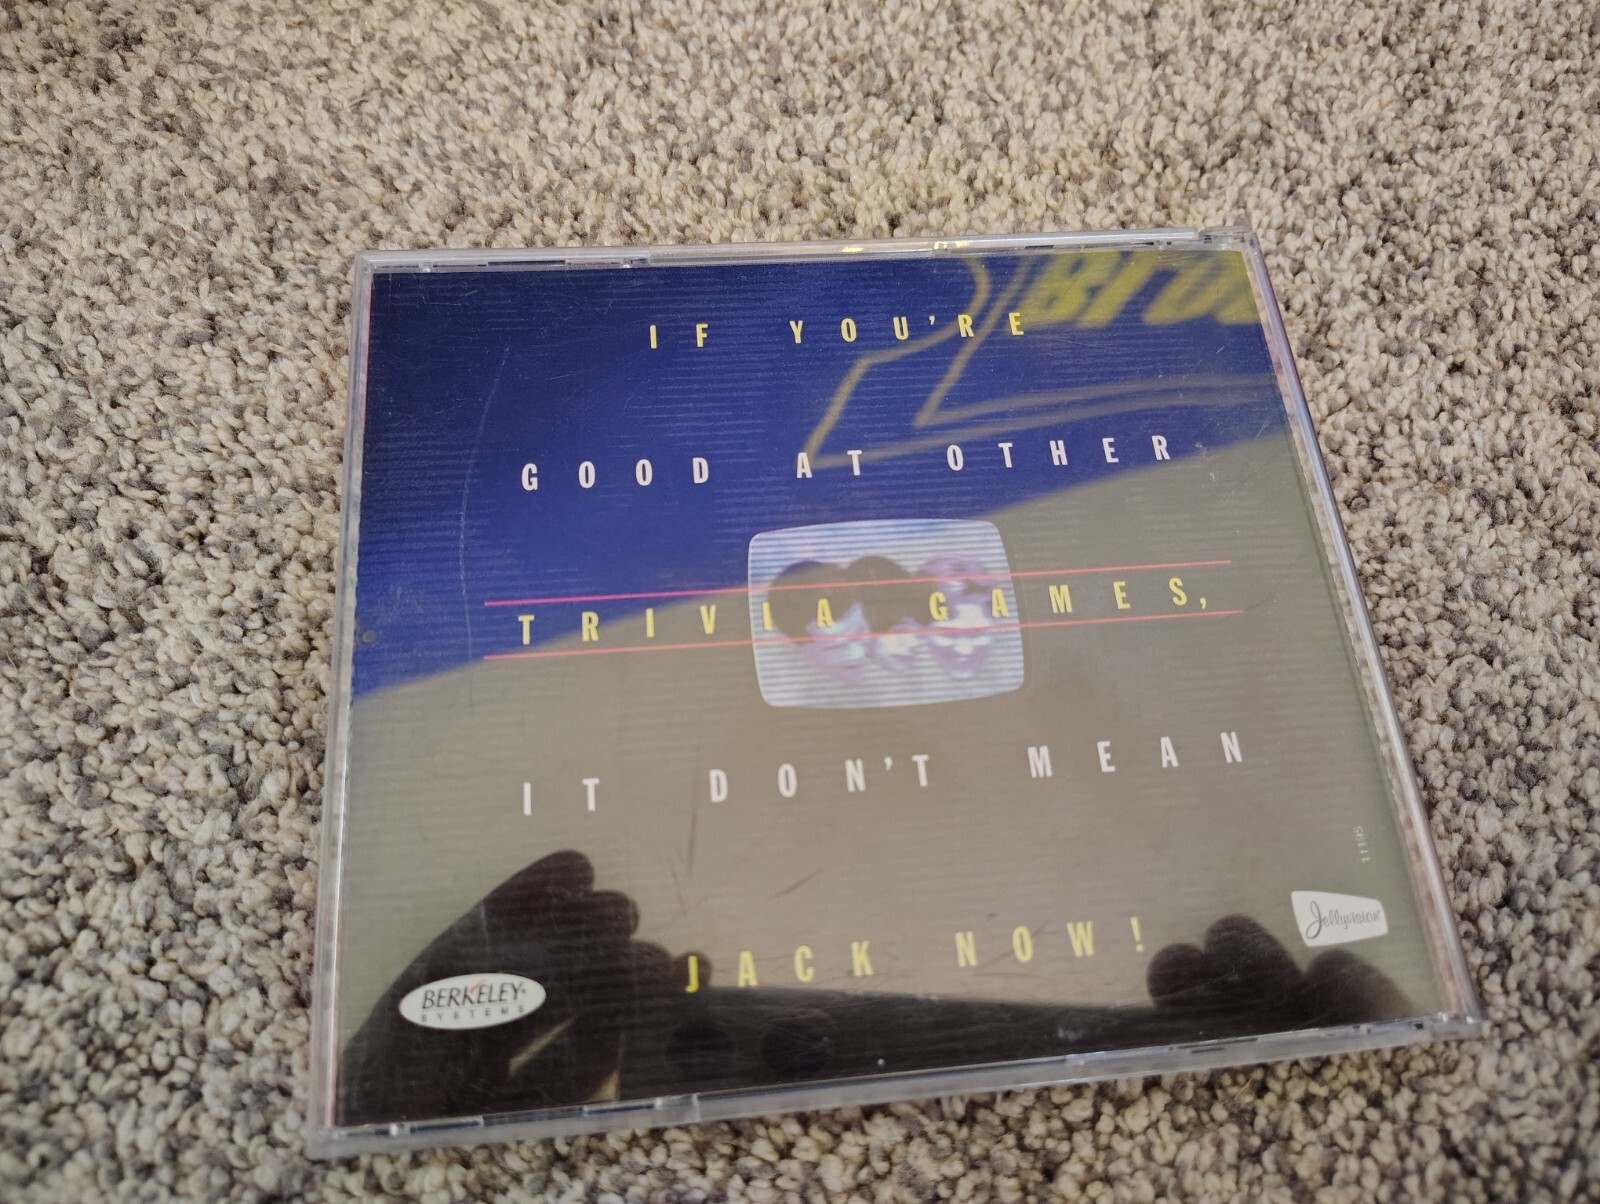 IF YOU'RE
GOOD AT OTHER
TRIVIA GAMES,
IT DON'T MEAN
JACK NOW!
BERKELEY
SYSTEMS
Jellyvision